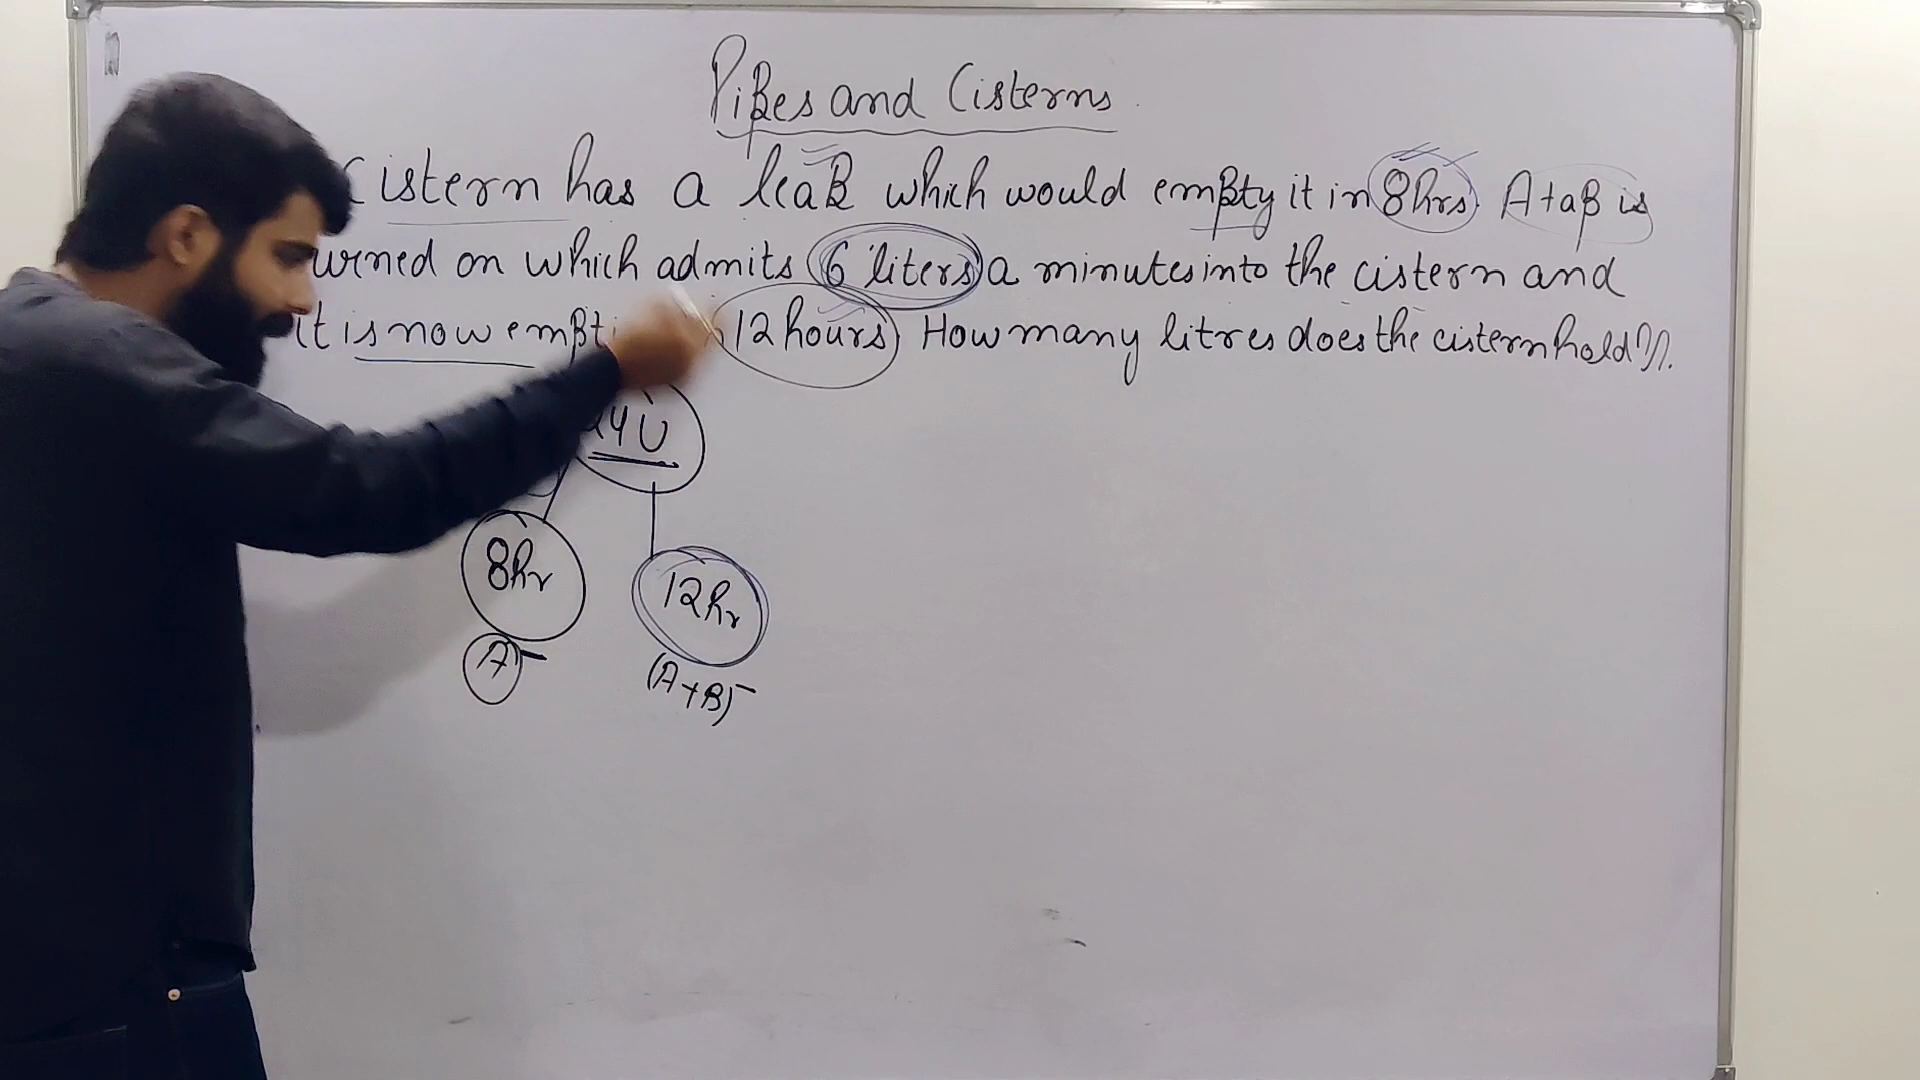 Pipes and Cisterns
Cistern has a leak which would empty it in 8hrs. A tap is
turned on which admits 6 liters a minutes into the cistern and
it is now 12 hours. How many litres does the cistern hold??.
24U
8hr 12hr
A⁻ (A+B)⁻